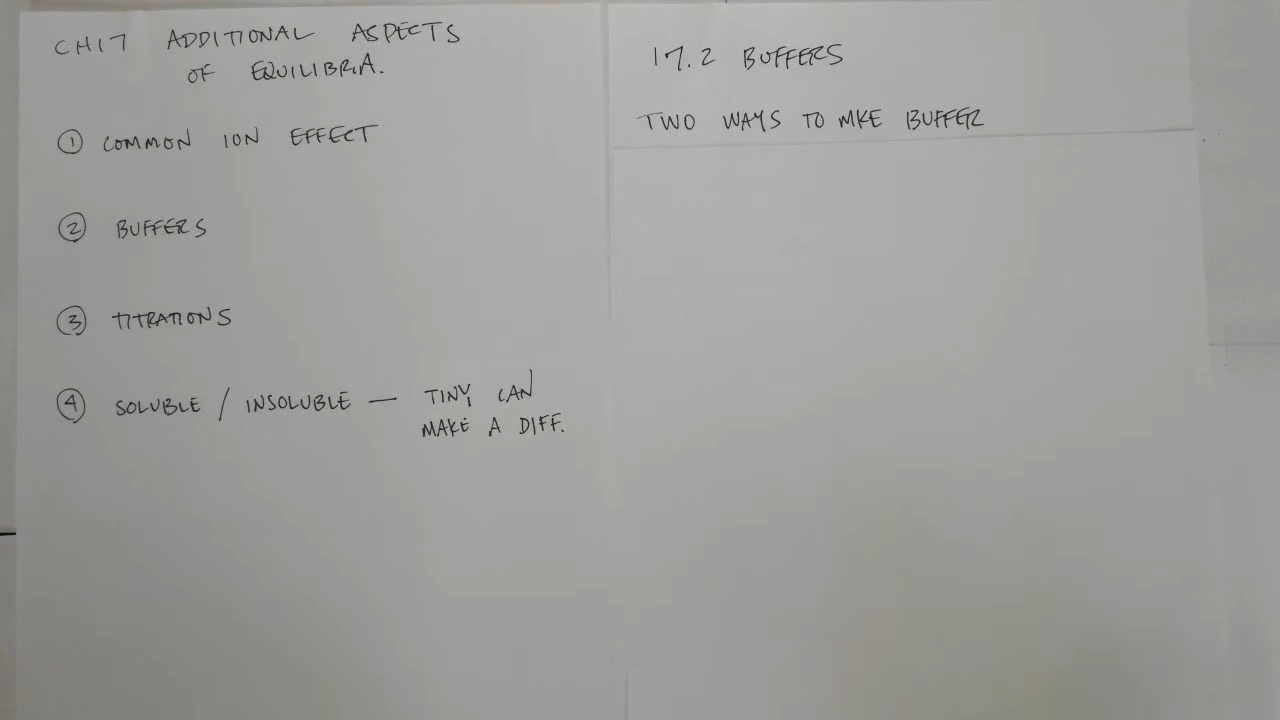 CH17 ADDITIONAL ASPECTS
OF EQUILIBRIA.
① COMMON ION EFFECT
② BUFFERS
③ TITRATIONS
④ SOLUBLE / INSOLUBLE — TINY CAN
MAKE A DIFF.
17.2 BUFFERS
TWO WAYS TO MKE BUFFER